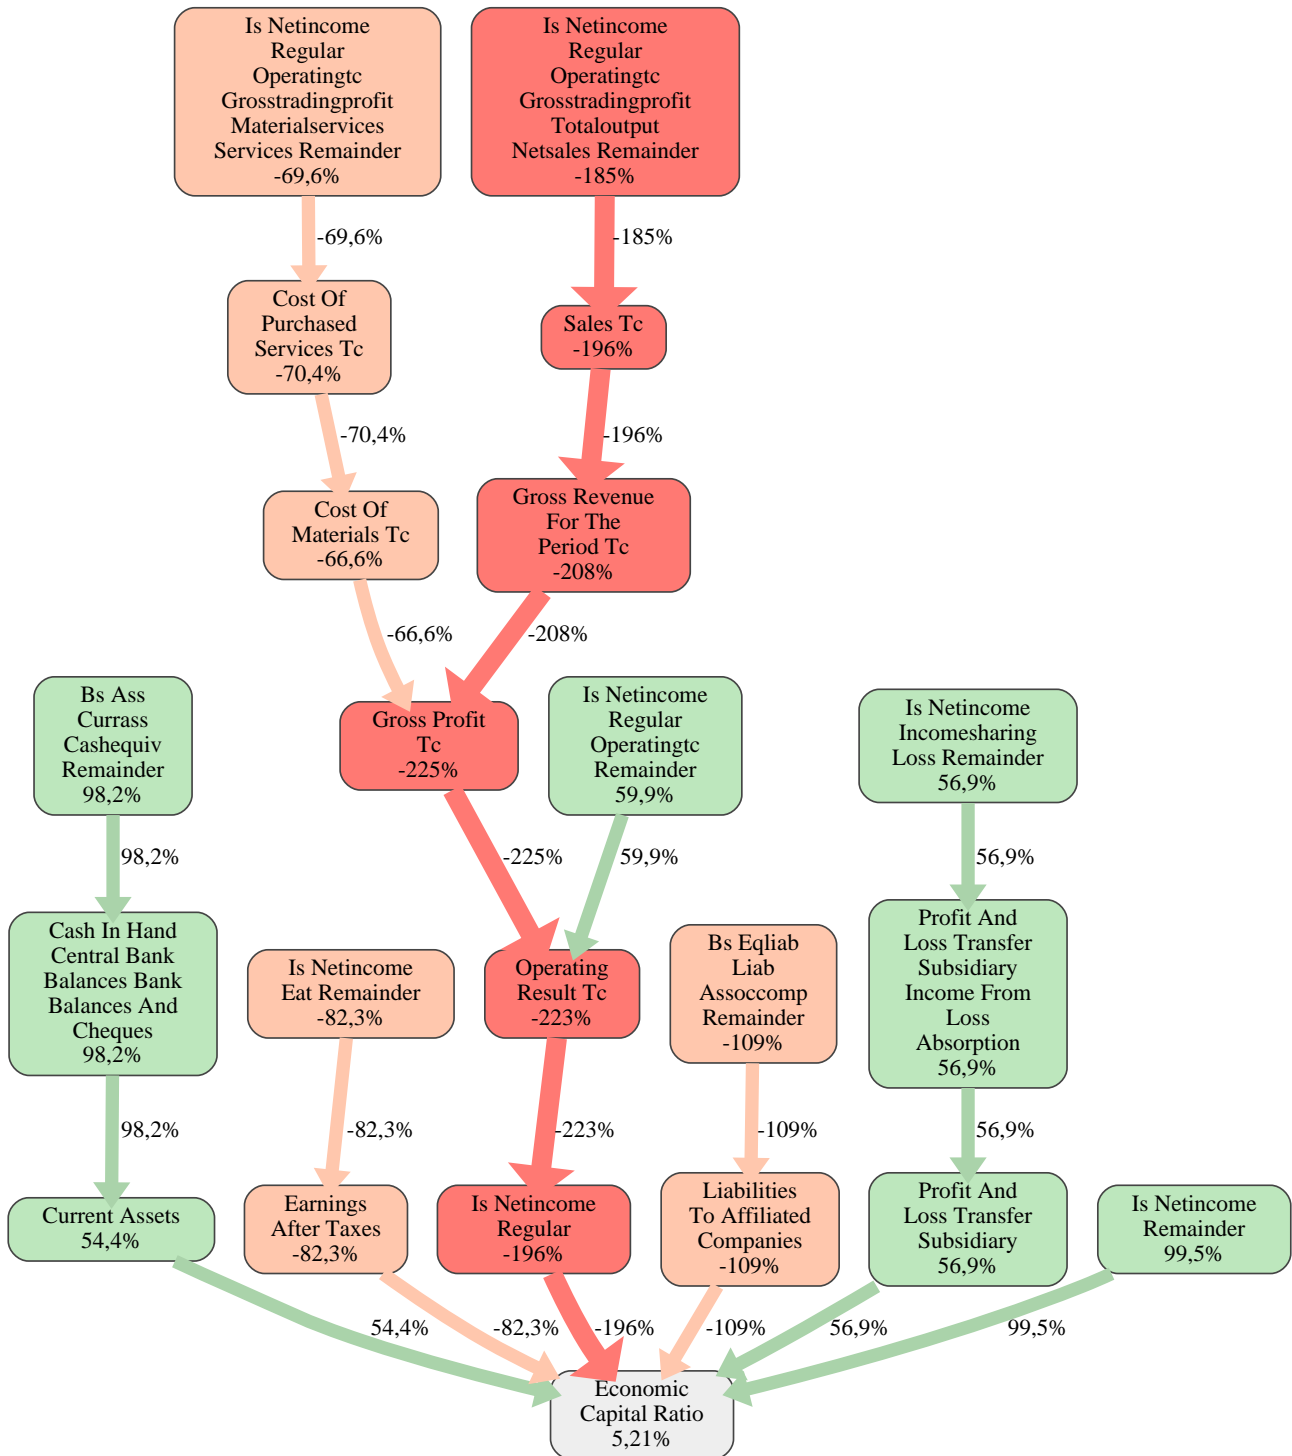 Is Netincome
Regular
Operatingtc
Grosstradingprofit
Materialservices
Services Remainder
-69,6%
Is Netincome
Regular
Operatingtc
Grosstradingprofit
Totaloutput
Netsales Remainder
-185%
-69,6%
-185%
Cost Of
Purchased
Services Tc
-70,4%
Sales Tc
-196%
-70,4%
-196%
Cost Of
Materials Tc
-66,6%
Gross Revenue
For The
Period Tc
-208%
-66,6%
-208%
Bs Ass
Currass
Cashequiv
Remainder
98,2%
Gross Profit
Tc
-225%
Is Netincome
Regular
Operatingtc
Remainder
59,9%
Is Netincome
Incomesharing
Loss Remainder
56,9%
98,2%
-225%
59,9%
56,9%
Cash In Hand
Central Bank
Balances Bank
Balances And
Cheques
98,2%
Is Netincome
Eat Remainder
-82,3%
Operating
Result Tc
-223%
Bs Eqliab
Liab
Assoccomp
Remainder
-109%
Profit And
Loss Transfer
Subsidiary
Income From
Loss
Absorption
56,9%
98,2%
-82,3%
-223%
-109%
56,9%
Current Assets
54,4%
Earnings
After Taxes
-82,3%
Is Netincome
Regular
-196%
Liabilities
To Affiliated
Companies
-109%
Profit And
Loss Transfer
Subsidiary
56,9%
Is Netincome
Remainder
99,5%
54,4%
-82,3%
-196%
-109%
56,9%
99,5%
Economic
Capital Ratio
5,21%